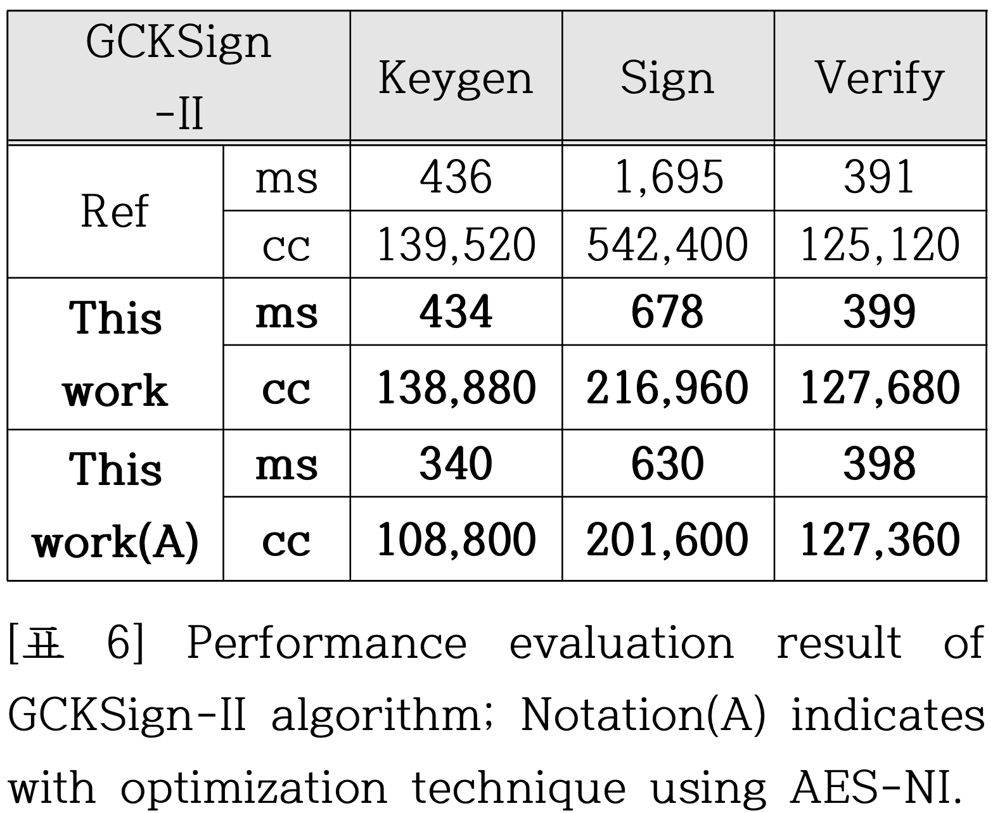 GCKSign
-II
Keygen Sign Verify
Ref ms 436 1,695 391
cc 139,520 542,400 125,120
This
work
ms 434 678 399
cc 138,880 216,960 127,680
This
work(A)
ms 340 630 398
cc 108,800 201,600 127,360
[표 6] Performance evaluation result of
GCKSign-II algorithm; Notation(A) indicates
with optimization technique using AES-NI.